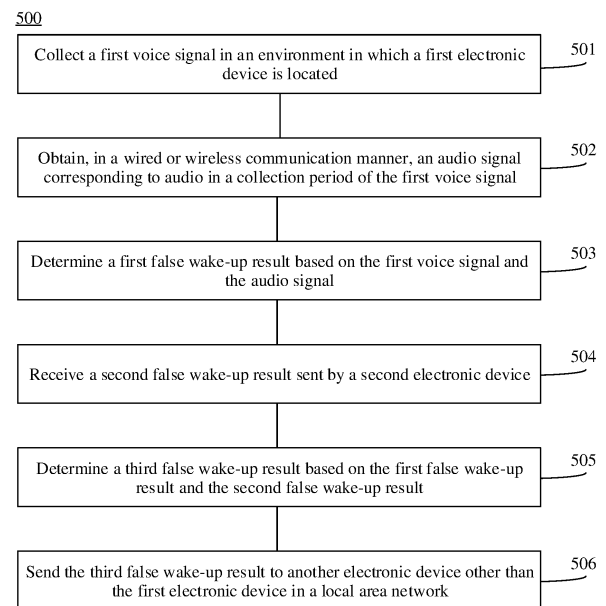 500
Collect a first voice signal in an environment in which a first electronic
device is located
501
Obtain, in a wired or wireless communication manner, an audio signal
corresponding to audio in a collection period of the first voice signal
502
Determine a first false wake-up result based on the first voice signal and
the audio signal
503
Receive a second false wake-up result sent by a second electronic device
504
Determine a third false wake-up result based on the first false wake-up
result and the second false wake-up result
505
Send the third false wake-up result to another electronic device other than
the first electronic device in a local area network
506